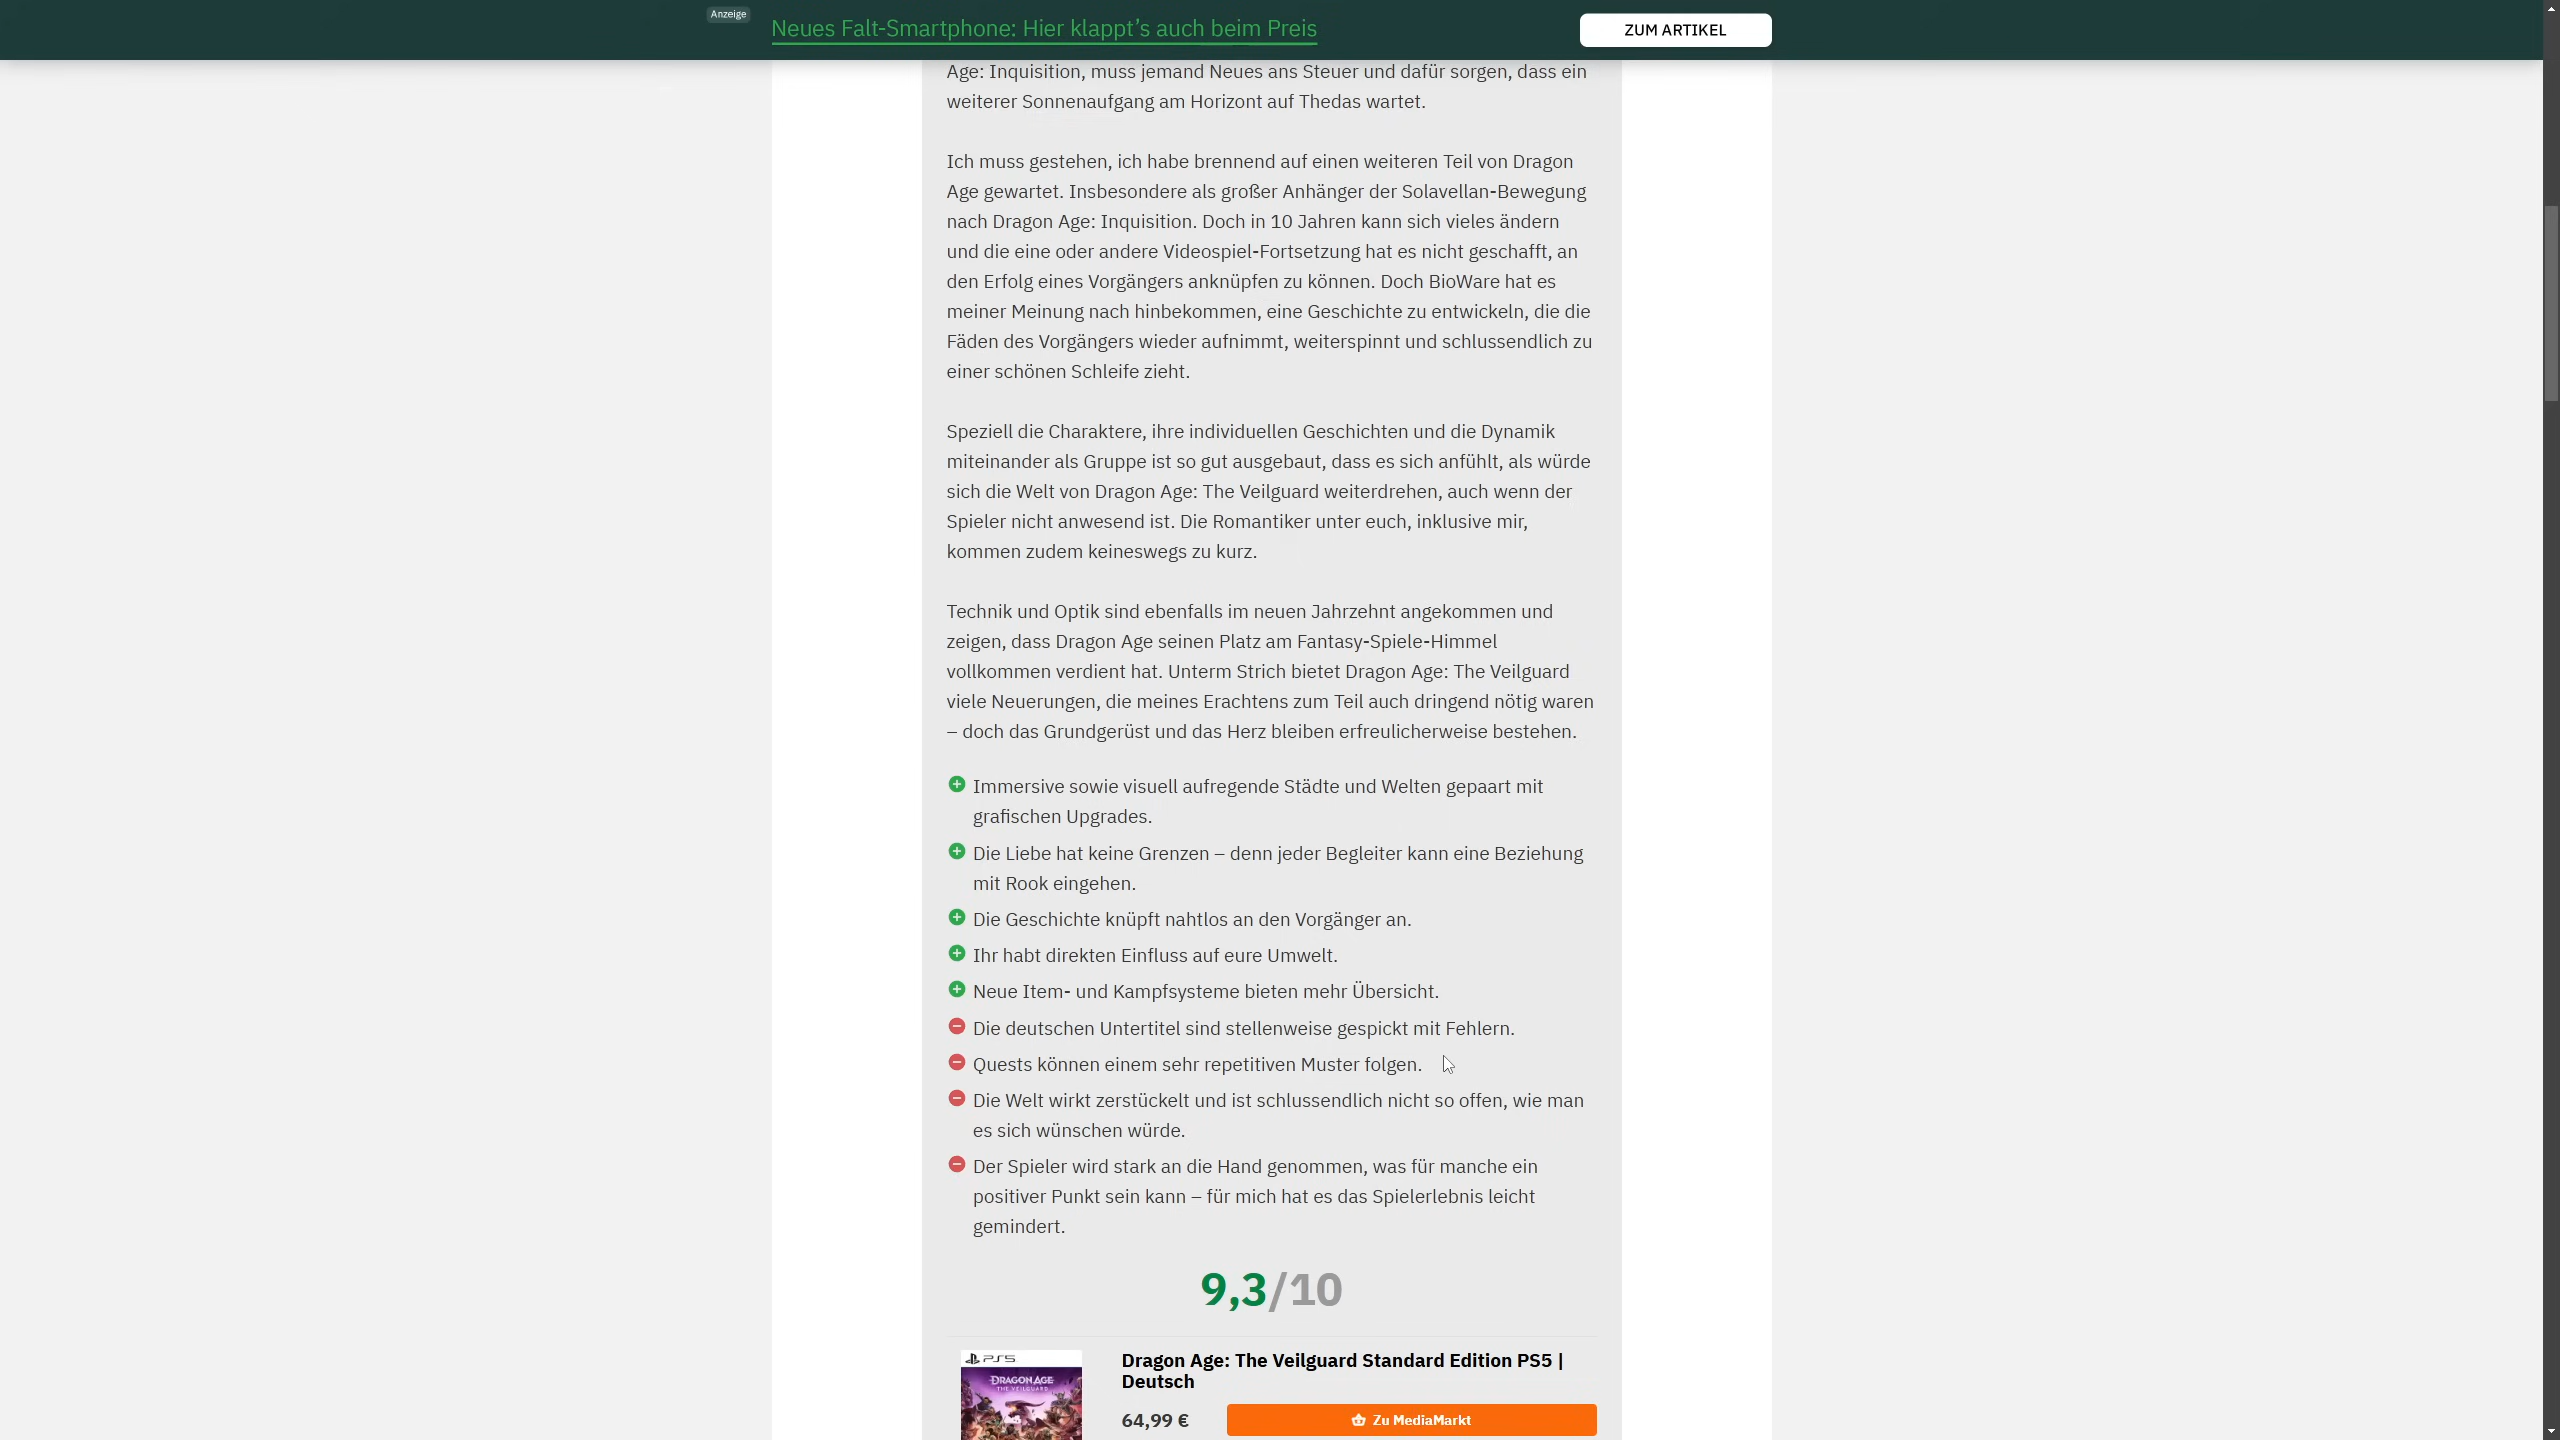 Anzeige
Neues Falt-Smartphone: Hier klappt’s auch beim Preis
ZUM ARTIKEL
Age: Inquisition, muss jemand Neues ans Steuer und dafür sorgen, dass ein
weiterer Sonnenaufgang am Horizont auf Thedas wartet.
Ich muss gestehen, ich habe brennend auf einen weiteren Teil von Dragon
Age gewartet. Insbesondere als großer Anhänger der Solavellan-Bewegung
nach Dragon Age: Inquisition. Doch in 10 Jahren kann sich vieles ändern
und die eine oder andere Videospiel-Fortsetzung hat es nicht geschafft, an
den Erfolg eines Vorgängers anknüpfen zu können. Doch BioWare hat es
meiner Meinung nach hinbekommen, eine Geschichte zu entwickeln, die die
Fäden des Vorgängers wieder aufnimmt, weiterspinnt und schlussendlich zu
einer schönen Schleife zieht.
Speziell die Charaktere, ihre individuellen Geschichten und die Dynamik
miteinander als Gruppe ist so gut ausgebaut, dass es sich anfühlt, als würde
sich die Welt von Dragon Age: The Veilguard weiterdrehen, auch wenn der
Spieler nicht anwesend ist. Die Romantiker unter euch, inklusive mir,
kommen zudem keineswegs zu kurz.
Technik und Optik sind ebenfalls im neuen Jahrzehnt angekommen und
zeigen, dass Dragon Age seinen Platz am Fantasy-Spiele-Himmel
vollkommen verdient hat. Unterm Strich bietet Dragon Age: The Veilguard
viele Neuerungen, die meines Erachtens zum Teil auch dringend nötig waren
– doch das Grundgerüst und das Herz bleiben erfreulicherweise bestehen.
Immersive sowie visuell aufregende Städte und Welten gepaart mit
grafischen Upgrades.
Die Liebe hat keine Grenzen – denn jeder Begleiter kann eine Beziehung
mit Rook eingehen.
Die Geschichte knüpft nahtlos an den Vorgänger an.
Ihr habt direkten Einfluss auf eure Umwelt.
Neue Item- und Kampfsysteme bieten mehr Übersicht.
Die deutschen Untertitel sind stellenweise gespickt mit Fehlern.
Quests können einem sehr repetitiven Muster folgen.
Die Welt wirkt zerstückelt und ist schlussendlich nicht so offen, wie man
es sich wünschen würde.
Der Spieler wird stark an die Hand genommen, was für manche ein
positiver Punkt sein kann – für mich hat es das Spielerlebnis leicht
gemindert.
9,3/10
PS5
DRAGON AGE
THE VEILGUARD
Dragon Age: The Veilguard Standard Edition PS5 |
Deutsch
64,99 €
Zu MediaMarkt